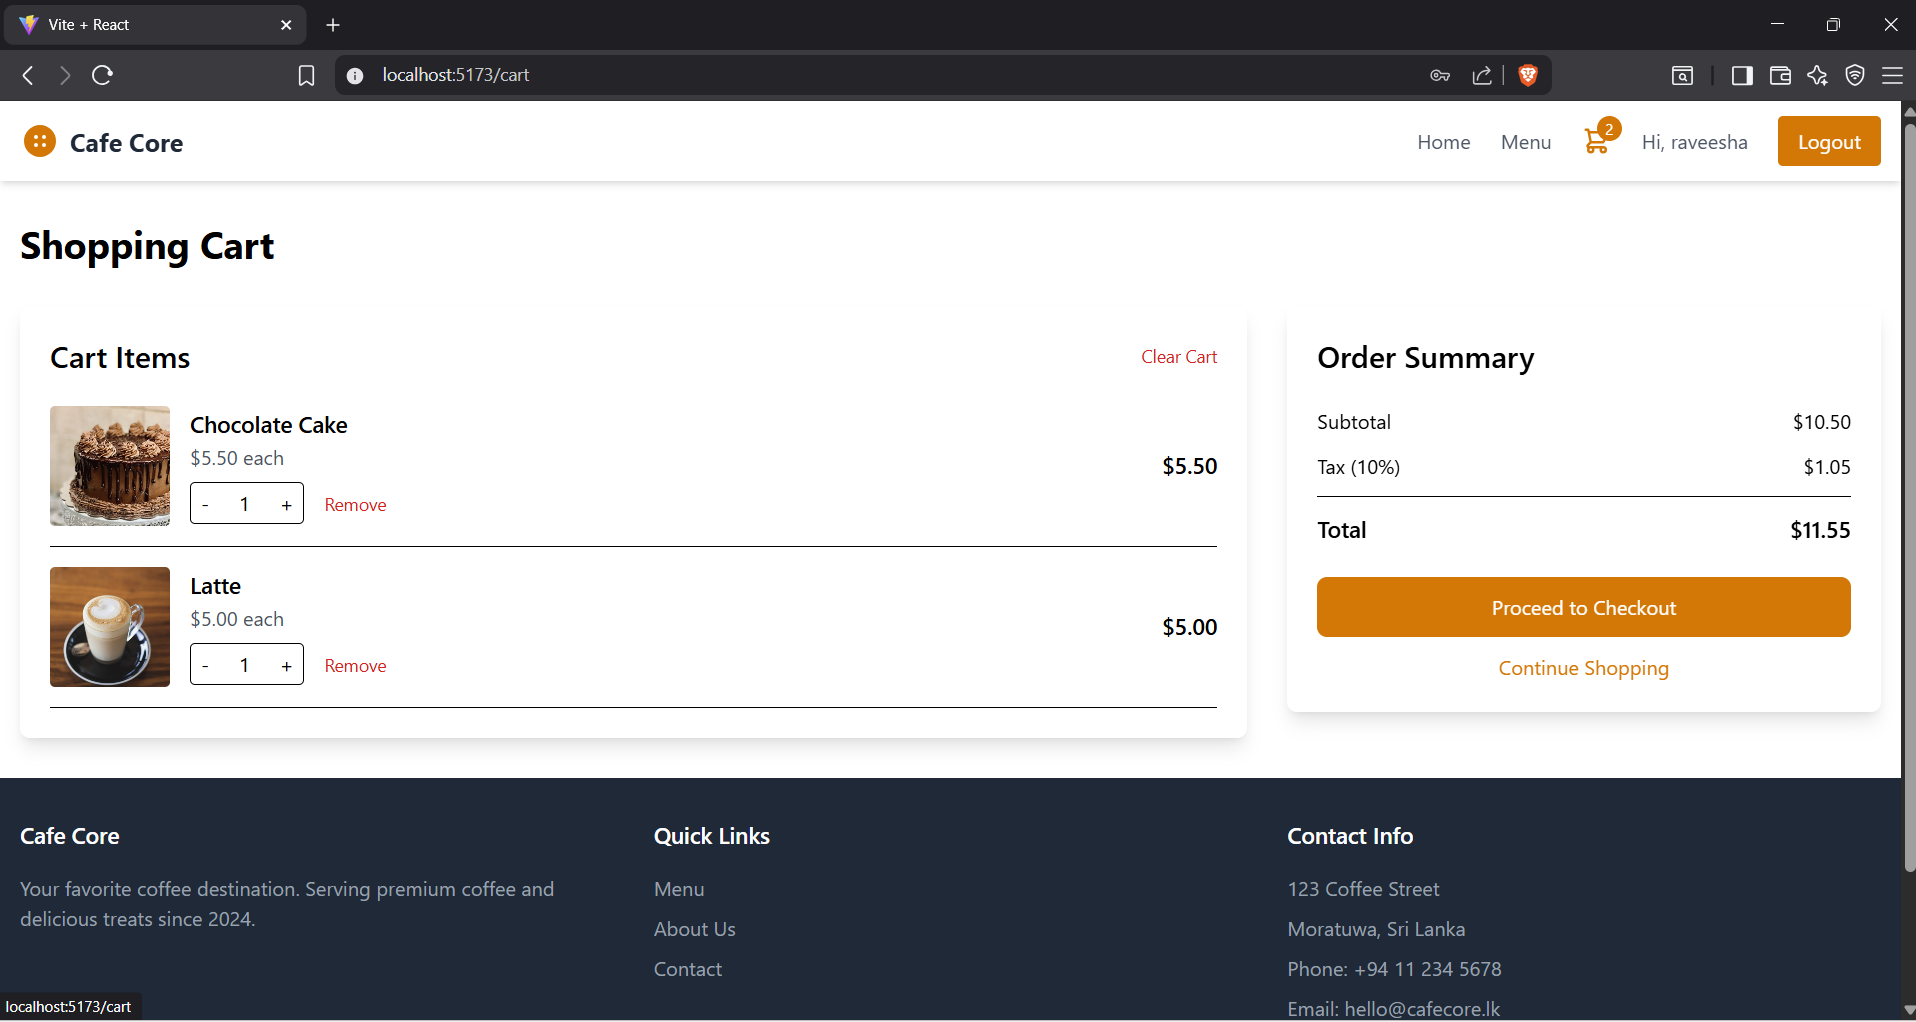 Vite + React
localhost:5173/cart
Cafe Core
Home
Menu
2
Hi, raveesha
Logout
Shopping Cart
Cart Items
Clear Cart
Chocolate Cake
$5.50 each
$5.50
- 1 +
Remove
Latte
$5.00 each
$5.00
- 1 +
Remove
Order Summary
Subtotal $10.50
Tax (10%) $1.05
Total $11.55
Proceed to Checkout
Continue Shopping
Cafe Core
Your favorite coffee destination. Serving premium coffee and
delicious treats since 2024.
Quick Links
Menu
About Us
Contact
Contact Info
123 Coffee Street
Moratuwa, Sri Lanka
Phone: +94 11 234 5678
Email: hello@cafecore.lk
localhost:5173/cart